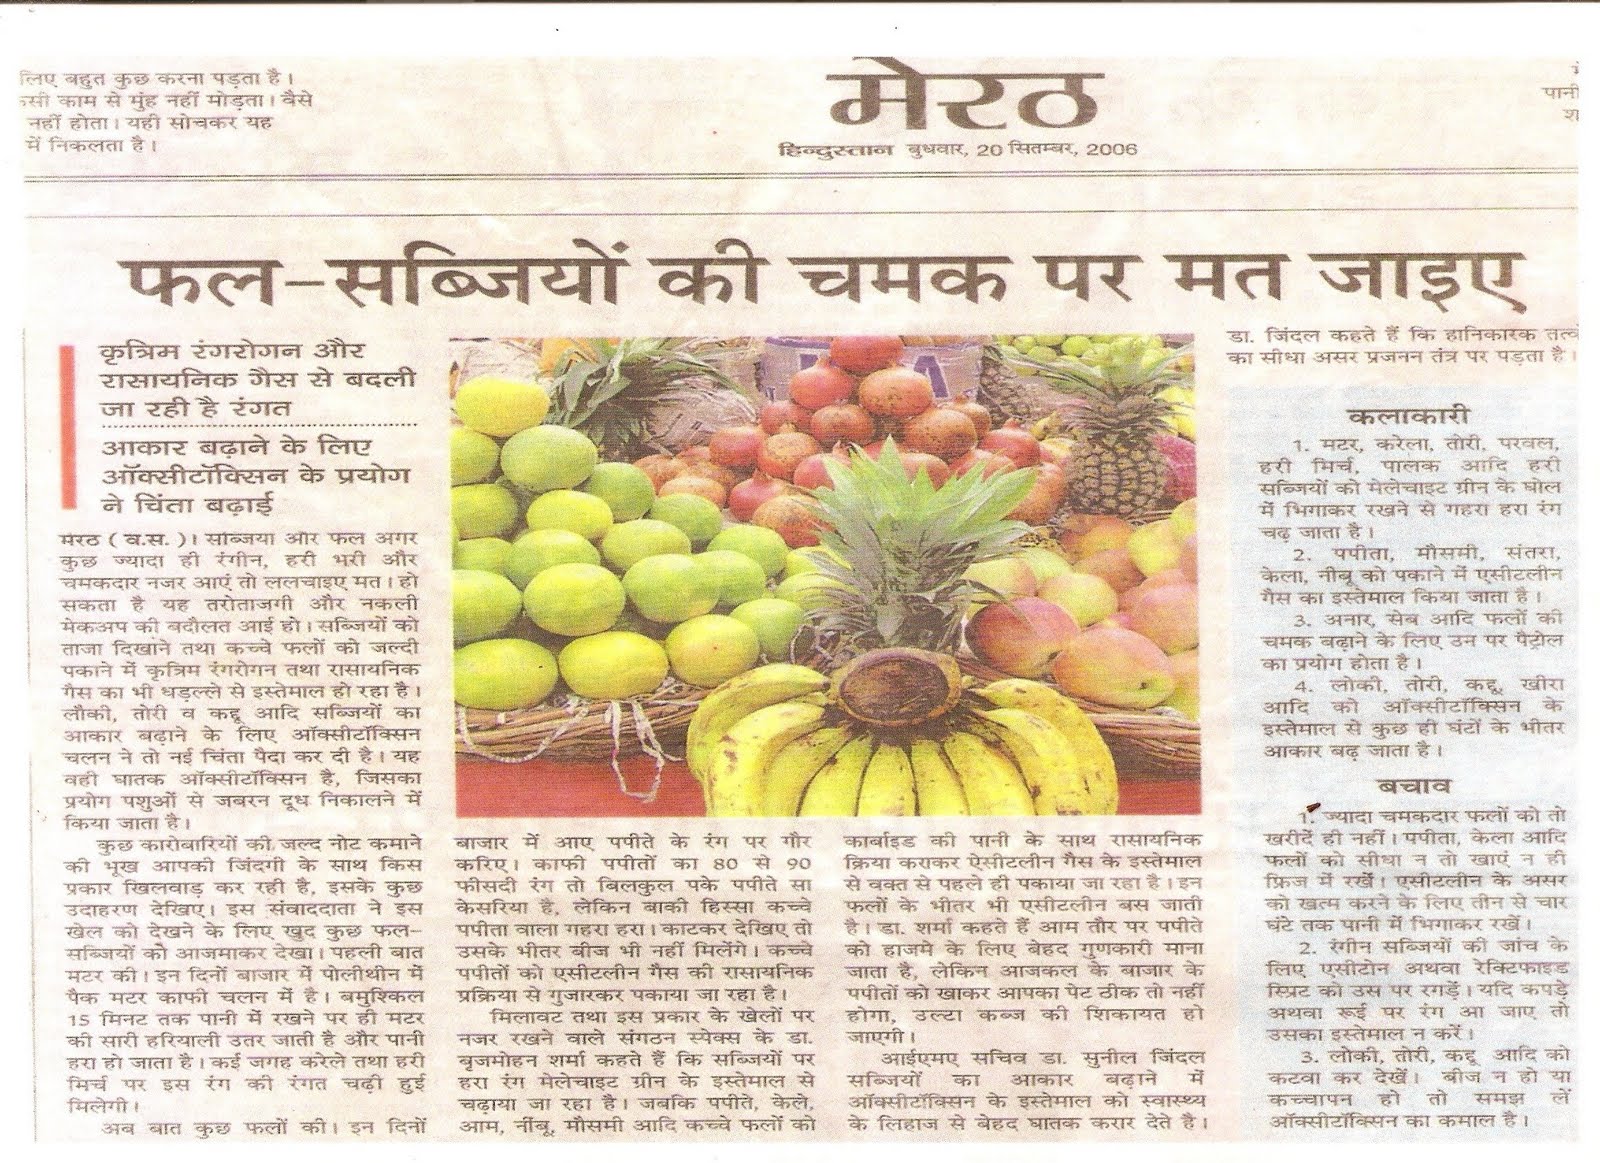 लिए बहुत कुछ करना पड़ता है।
काम से मुंह नहीं मोड़ता। वैसे
नहीं होता। यही सोचकर यह
में निकलता है।
मेरठ
हिन्दुस्तान बुधवार, 20 सितम्बर, 2006
पानी
फल-सब्जियों की चमक पर मत जाइए
कृत्रिम रंगरोगन और
रासायनिक गैस से बदली
जा रही है रंगत
आकार बढ़ाने के लिए
ऑक्सीटॉक्सिन के प्रयोग
ने चिंता बढ़ाई
मेरठ (व.स.)। सब्जियां और फल अगर
कुछ ज्यादा ही रंगीन, हरी भरी और
चमकदार नजर आएं तो ललचाइए मत। हो
सकता है यह तरोताजगी और नकली
मेकअप की बदौलत आई हो। सब्जियों को
ताजा दिखाने तथा कच्चे फलों को जल्दी
पकाने में कृत्रिम रंगरोगन तथा रासायनिक
गैस का भी धड़ल्ले से इस्तेमाल हो रहा है।
लौकी, तोरी व कद्दू आदि सब्जियों का
आकार बढ़ाने के लिए ऑक्सीटॉक्सिन
चलन ने तो नई चिंता पैदा कर दी है। यह
वही घातक ऑक्सीटॉक्सिन है, जिसका
प्रयोग पशुओं से जबरन दूध निकालने में
किया जाता है।
कुछ कारोबारियों की जल्द नोट कमाने
की भूख आपकी जिंदगी के साथ किस
प्रकार खिलवाड़ कर रही है, इसके कुछ
उदाहरण देखिए। इस संवाददाता ने इस
खेल को देखने के लिए खुद कुछ फल-
सब्जियों को आजमाकर देखा। पहली बात
मटर की। इन दिनों बाजार में पोलीथीन में
पैक मटर काफी चलन में है। बमुश्किल
15 मिनट तक पानी में रखने पर ही मटर
की सारी हरियाली उतर जाती है और पानी
हरा हो जाता है। कई जगह करेले तथा हरी
मिर्च पर इस रंग की रंगत चढ़ी हुई
मिलेगी।
अब बात कुछ फलों की। इन दिनों
बाजार में आए पपीते के रंग पर गौर
करिए। काफी पपीतों का 80 से 90
फीसदी रंग तो बिलकुल पके पपीते सा
केसरिया है, लेकिन बाकी हिस्सा कच्चे
पपीता वाला गहरा हरा। काटकर देखिए तो
उसके भीतर बीज भी नहीं मिलेंगे। कच्चे
पपीतों को एसीटलीन गैस की रासायनिक
प्रक्रिया से गुजारकर पकाया जा रहा है।
मिलावट तथा इस प्रकार के खेलों पर
नजर रखने वाले संगठन स्पेक्स के डा.
बृजमोहन शर्मा कहते हैं कि सब्जियों पर
हरा रंग मेलेचाइट ग्रीन के इस्तेमाल से
चढ़ाया जा रहा है। जबकि पपीते, केले,
आम, नींबू, मौसमी आदि कच्चे फलों को
कार्बाइड की पानी के साथ रासायनिक
क्रिया कराकर ऐसीटलीन गैस के इस्तेमाल
से वक्त से पहले ही पकाया जा रहा है। इन
फलों के भीतर भी एसीटलीन बस जाती
है। डा. शर्मा कहते हैं आम तौर पर पपीते
को हाजमे के लिए बेहद गुणकारी माना
जाता है, लेकिन आजकल के बाजार के
पपीतों को खाकर आपका पेट ठीक तो नहीं
होगा, उल्टा कब्ज की शिकायत हो
जाएगी।
आईएमए सचिव डा. सुनील जिंदल
सब्जियों का आकार बढ़ाने में
ऑक्सीटॉक्सिन के इस्तेमाल को स्वास्थ्य
के लिहाज से बेहद घातक करार देते है।
डा. जिंदल कहते हैं कि हानिकारक तत्व
का सीधा असर प्रजनन तंत्र पर पड़ता है।
कलाकारी
1. मटर, करेला, तोरी, परवल,
हरी मिर्च, पालक आदि हरी
सब्जियों को मेलेचाइट ग्रीन के घोल
में भिगाकर रखने से गहरा हरा रंग
चढ़ जाता है।
2. पपीता, मौसमी, संतरा,
केला, नीबू को पकाने में एसीटलीन
गैस का इस्तेमाल किया जाता है।
3. अनार, सेब आदि फलों की
चमक बढ़ाने के लिए उन पर पैट्रोल
का प्रयोग होता है।
4. लोकी, तोरी, कद्दू, खीरा
आदि को ऑक्सीटॉक्सिन के
इस्तेमाल से कुछ ही घंटों के भीतर
आकार बढ़ जाता है।
बचाव
1. ज्यादा चमकदार फलों को तो
खरीदें ही नहीं। पपीता, केला आदि
फलों को सीधा न तो खाएं न ही
फ्रिज में रखें। एसीटलीन के असर
को खत्म करने के लिए तीन से चार
घंटे तक पानी में भिगाकर रखें।
2. रंगीन सब्जियों की जांच के
लिए एसीटोन अथवा रेक्टिफाइड
स्प्रिट को उस पर रगड़ें। यदि कपड़े
अथवा रूई पर रंग आ जाए तो
उसका इस्तेमाल न करें।
3. लोकी, तोरी, कद्दू आदि को
कटवा कर देखें। बीज न हो या
कच्चापन हो तो समझ लें
ऑक्सीटॉक्सिन का कमाल है।